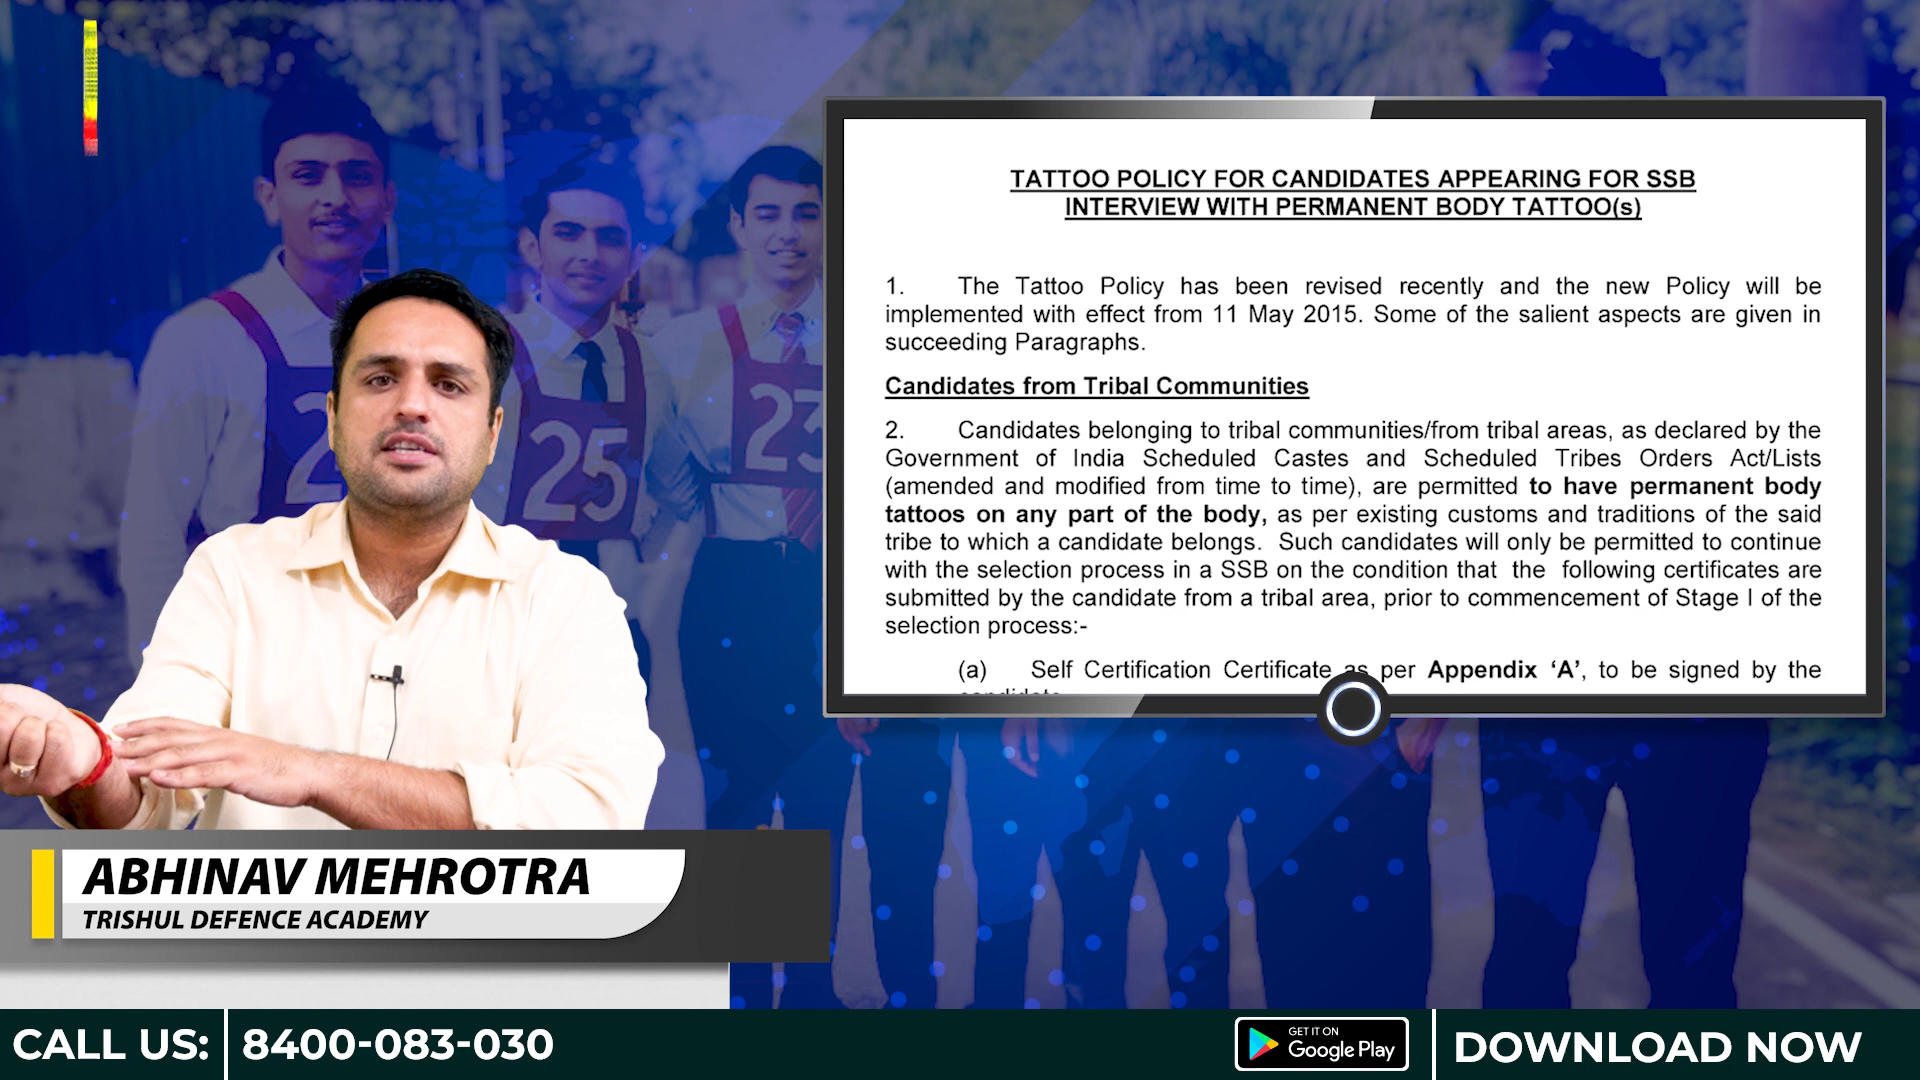 TATTOO POLICY FOR CANDIDATES APPEARING FOR SSB
INTERVIEW WITH PERMANENT BODY TATTOO(s)
1. The Tattoo Policy has been revised recently and the new Policy will be
implemented with effect from 11 May 2015. Some of the salient aspects are given in
succeeding Paragraphs.
Candidates from Tribal Communities
2. Candidates belonging to tribal communities/from tribal areas, as declared by the
Government of India Scheduled Castes and Scheduled Tribes Orders Act/Lists
(amended and modified from time to time), are permitted to have permanent body
tattoos on any part of the body, as per existing customs and traditions of the said
tribe to which a candidate belongs. Such candidates will only be permitted to continue
with the selection process in a SSB on the condition that the following certificates are
submitted by the candidate from a tribal area, prior to commencement of Stage I of the
selection process:-
(a) Self Certification Certificate as per Appendix ‘A’, to be signed by the
25
23
ABHINAV MEHROTRA
TRISHUL DEFENCE ACADEMY
CALL US: 8400-083-030
GET IT ON
Google Play
DOWNLOAD NOW